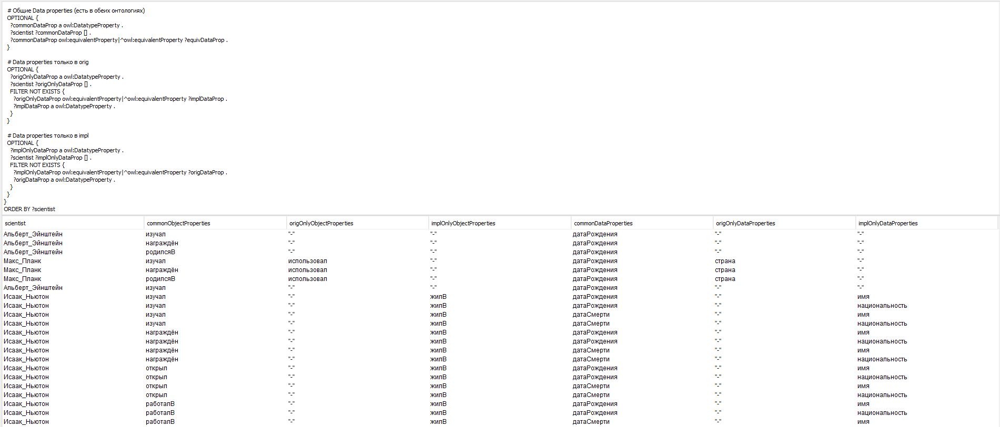 # Общие Data properties (есть в обеих онтологиях)
OPTIONAL {
?commonDataProp a owl:DatatypeProperty .
?scientist ?commonDataProp [] .
?commonDataProp owl:equivalentProperty|^owl:equivalentProperty ?equivDataProp .
}
# Data properties только в orig
OPTIONAL {
?origOnlyDataProp a owl:DatatypeProperty .
?scientist ?origOnlyDataProp [] .
FILTER NOT EXISTS {
?origOnlyDataProp owl:equivalentProperty|^owl:equivalentProperty ?implDataProp .
?implDataProp a owl:DatatypeProperty .
}
}
# Data properties только в impl
OPTIONAL {
?implOnlyDataProp a owl:DatatypeProperty .
?scientist ?implOnlyDataProp [] .
FILTER NOT EXISTS {
?implOnlyDataProp owl:equivalentProperty|^owl:equivalentProperty ?origDataProp .
?origDataProp a owl:DatatypeProperty .
}
}
}
ORDER BY ?scientist
scientist commonObjectProperties origOnlyObjectProperties implOnlyObjectProperties commonDataProperties origOnlyDataProperties implOnlyDataProperties
Альберт_Эйнштейн изучал "-" "-" датаРождения "-" "-"
Альберт_Эйнштейн награждён "-" "-" датаРождения "-" "-"
Альберт_Эйнштейн родилсяВ "-" "-" датаРождения "-" "-"
Макс_Планк изучал использовал "-" датаРождения страна "-"
Макс_Планк награждён использовал "-" датаРождения страна "-"
Макс_Планк родилсяВ использовал "-" датаРождения страна "-"
Альберт_Эйнштейн изучал "-" "-" датаРождения "-" "-"
Исаак_Ньютон изучал "-" жилВ датаРождения "-" имя
Исаак_Ньютон изучал "-" жилВ датаРождения "-" национальность
Исаак_Ньютон изучал "-" жилВ датаСмерти "-" имя
Исаак_Ньютон изучал "-" жилВ датаСмерти "-" национальность
Исаак_Ньютон награждён "-" жилВ датаРождения "-" имя
Исаак_Ньютон награждён "-" жилВ датаРождения "-" национальность
Исаак_Ньютон награждён "-" жилВ датаСмерти "-" имя
Исаак_Ньютон награждён "-" жилВ датаСмерти "-" национальность
Исаак_Ньютон открыл "-" жилВ датаРождения "-" имя
Исаак_Ньютон открыл "-" жилВ датаРождения "-" национальность
Исаак_Ньютон открыл "-" жилВ датаСмерти "-" имя
Исаак_Ньютон открыл "-" жилВ датаСмерти "-" национальность
Исаак_Ньютон работалВ "-" жилВ датаРождения "-" имя
Исаак_Ньютон работалВ "-" жилВ датаРождения "-" национальность
Исаак_Ньютон работалВ "-" жилВ датаСмерти "-" имя